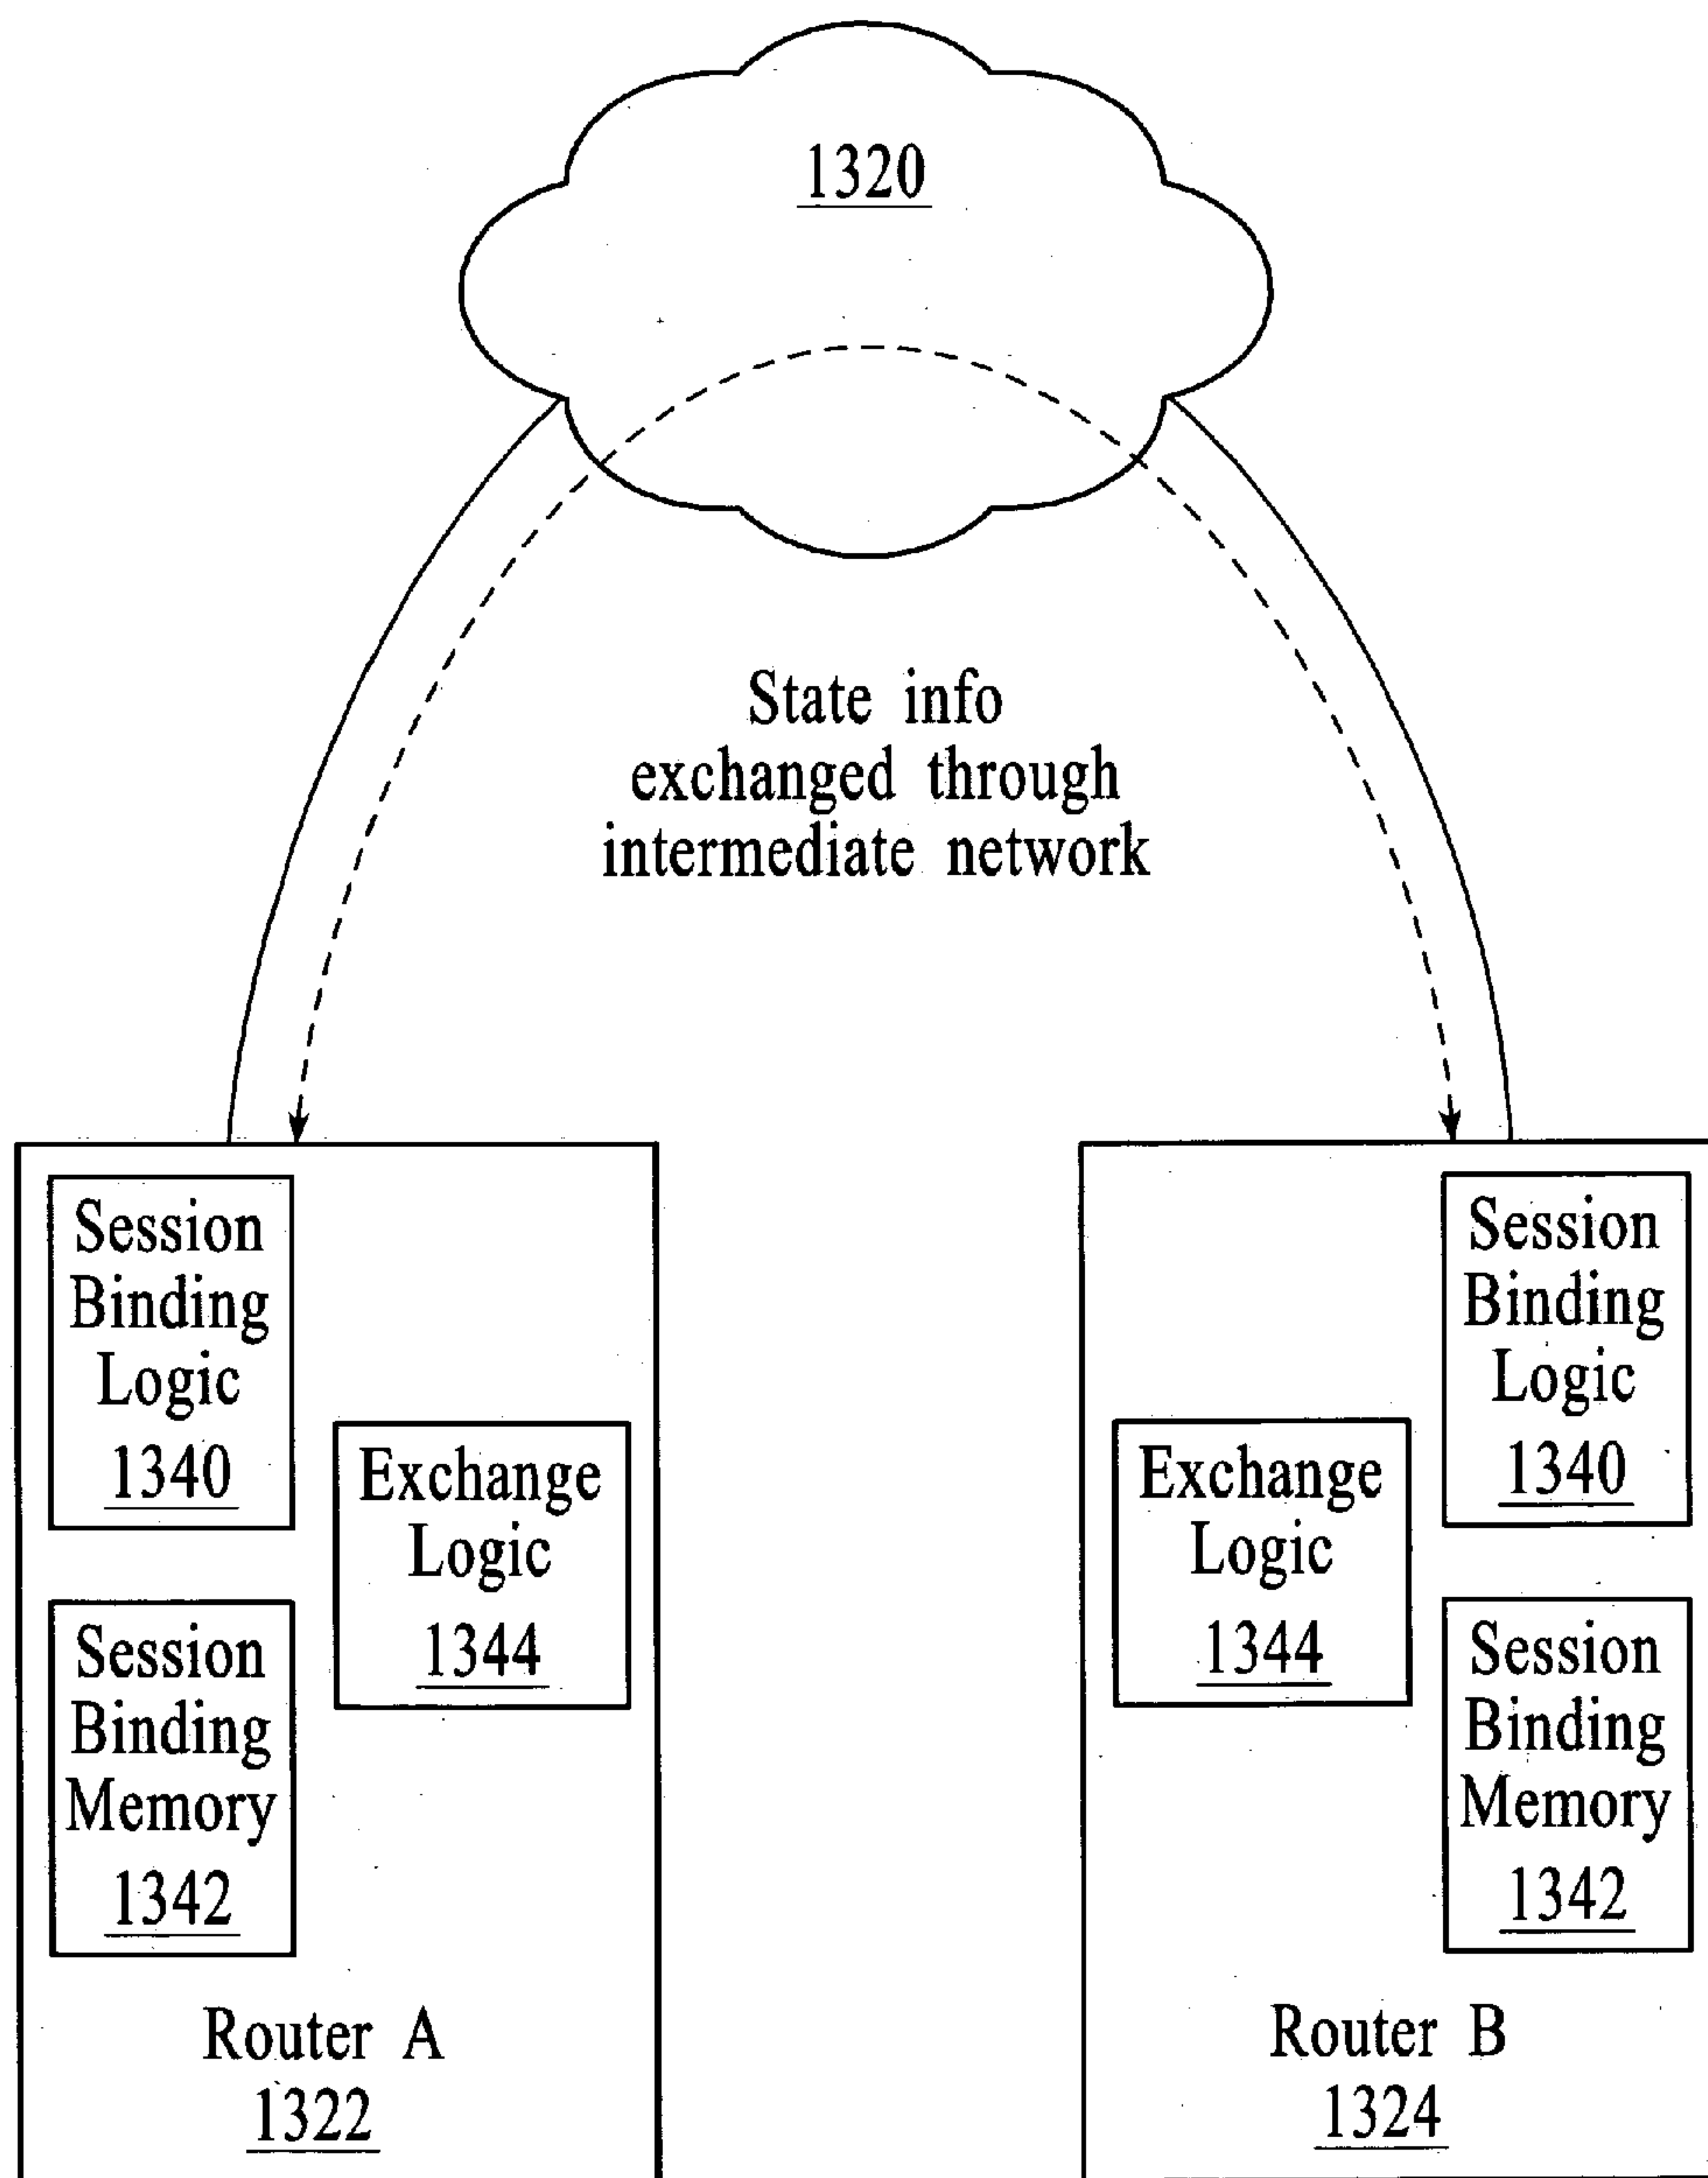 1320
State info
exchanged through
intermediate network
Session
Binding
Logic
1340
Exchange
Logic
1344
Session
Binding
Memory
1342
Router A
1322
Session
Binding
Logic
1340
Exchange
Logic
1344
Session
Binding
Memory
1342
Router B
1324